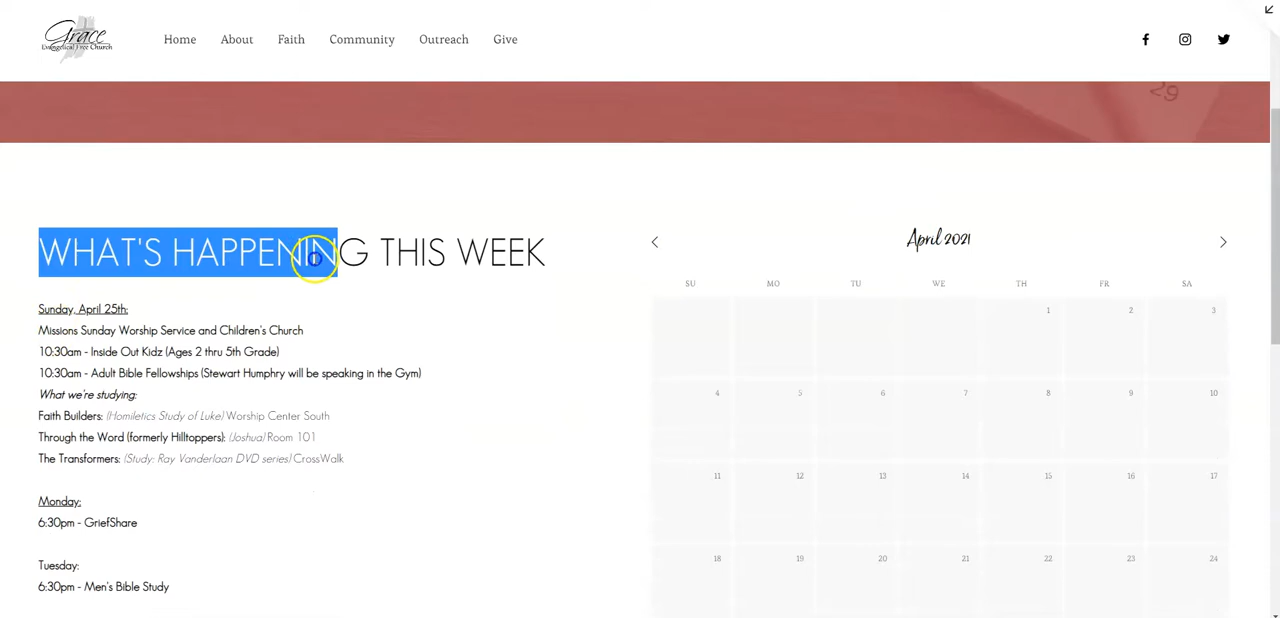 Grace
Evangelical Free Church
Home About Faith Community Outreach Give
29
WHAT'S HAPPENING THIS WEEK
Sunday, April 25th:
Missions Sunday Worship Service and Children's Church
10:30am - Inside Out Kidz (Ages 2 thru 5th Grade)
10:30am - Adult Bible Fellowships (Stewart Humphry will be speaking in the Gym)
What we're studying:
Faith Builders: (Homiletics Study of Luke) Worship Center South
Through the Word (formerly Hilltoppers): (Joshua) Room 101
The Transformers: (Study: Ray Vanderlaan DVD series) CrossWalk
Monday:
6:30pm - GriefShare
Tuesday:
6:30pm - Men's Bible Study
April 2021
SU MO TU WE TH FR SA
1 2 3
4 5 6 7 8 9 10
11 12 13 14 15 16 17
18 19 20 21 22 23 24